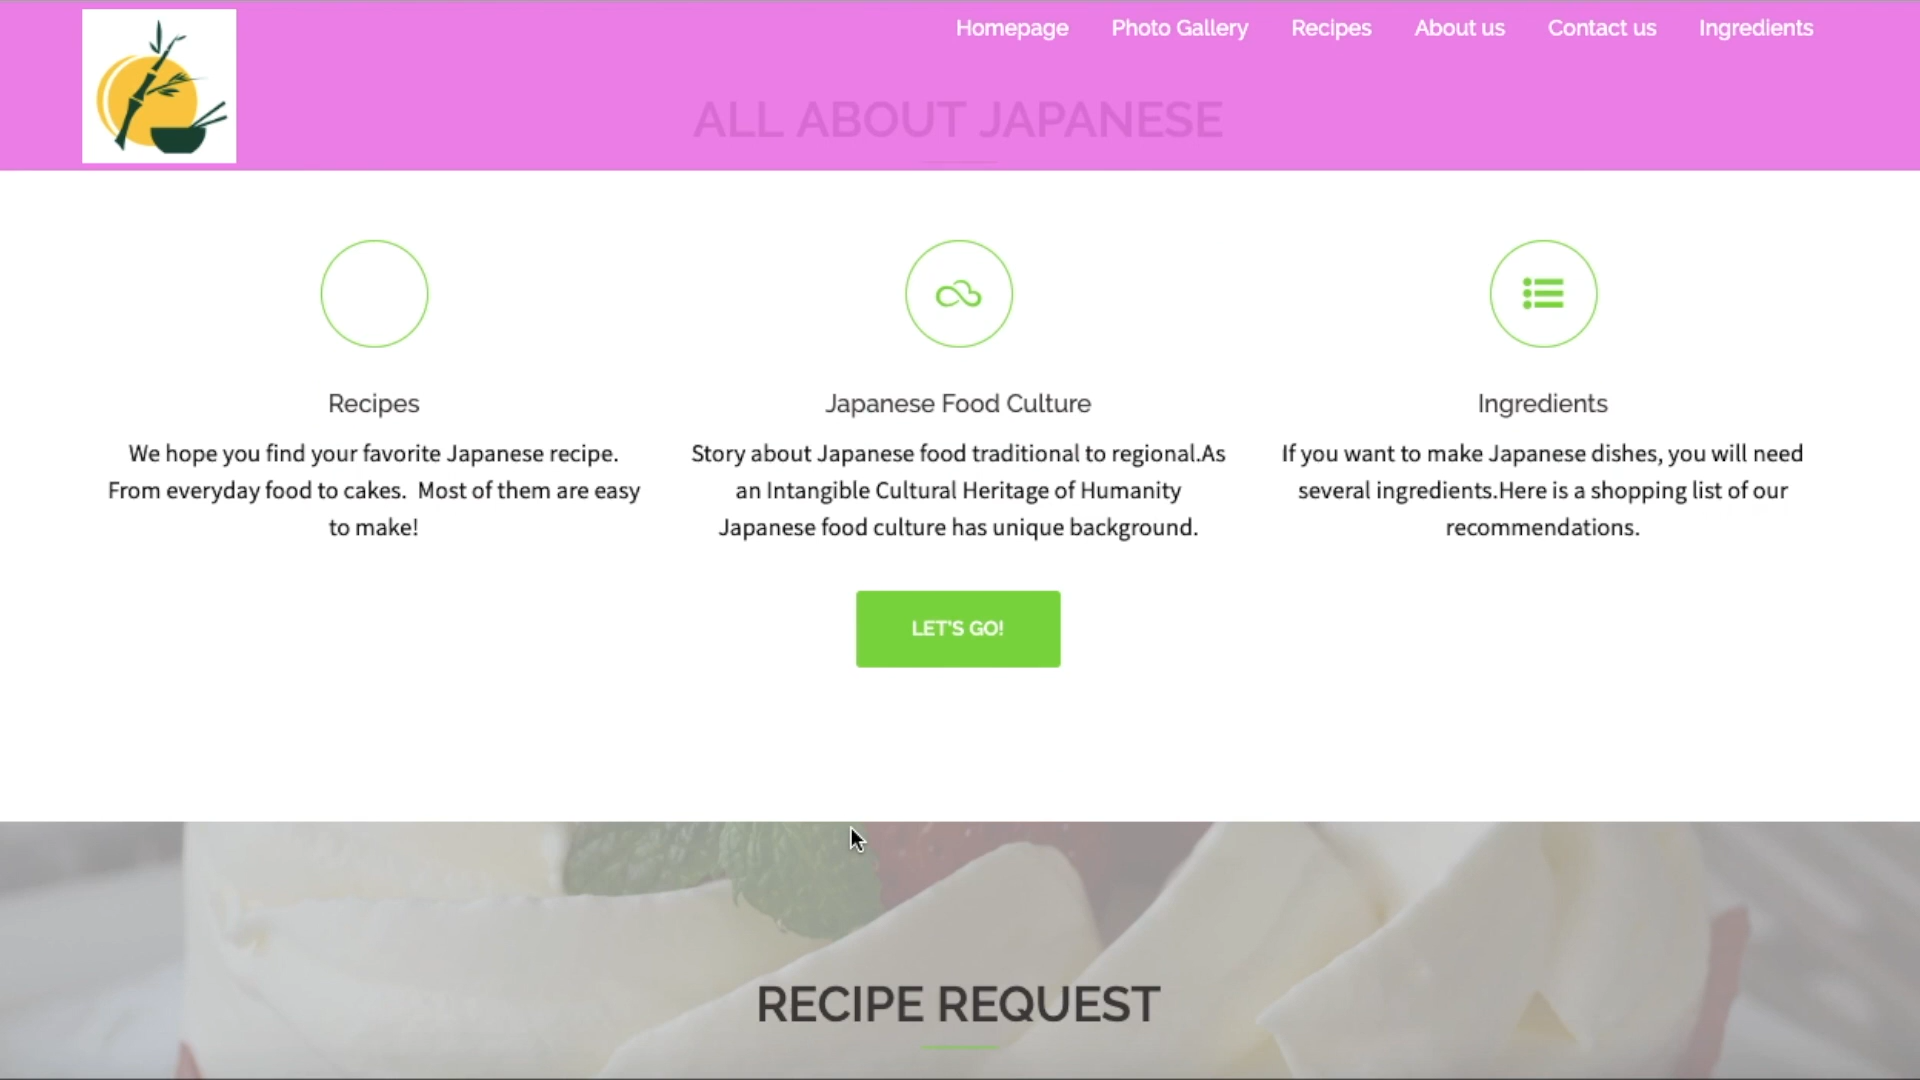 Homepage Photo Gallery Recipes About us Contact us Ingredients
ALL ABOUT JAPANESE
Recipes
We hope you find your favorite Japanese recipe.
From everyday food to cakes.  Most of them are easy
to make!
Japanese Food Culture
Story about Japanese food traditional to regional.As
an Intangible Cultural Heritage of Humanity
Japanese food culture has unique background.
Ingredients
If you want to make Japanese dishes, you will need
several ingredients.Here is a shopping list of our
recommendations.
LET'S GO!
RECIPE REQUEST